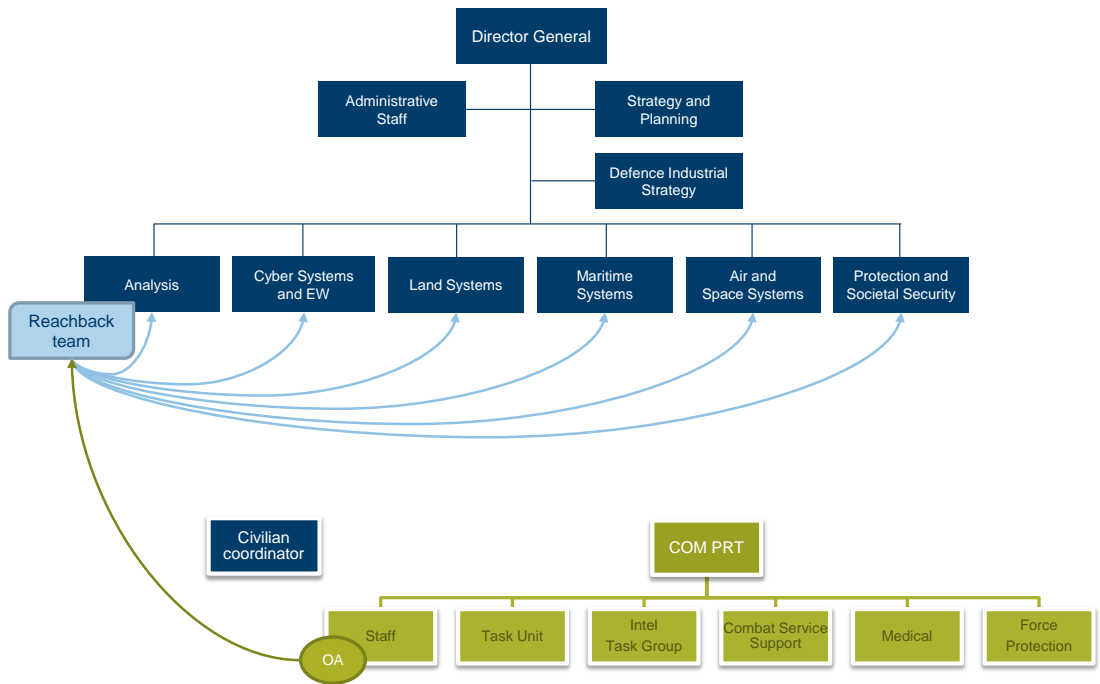 Director General
Administrative
Staff
Strategy and
Planning
Defence Industrial
Strategy
Analysis
Cyber Systems
and EW
Land Systems
Maritime
Systems
Air and
Space Systems
Protection and
Societal Security
Reachback
team
Civilian
coordinator
COM PRT
Staff
Task Unit
Intel
Task Group
Combat Service
Support
Medical
Force
Protection
OA